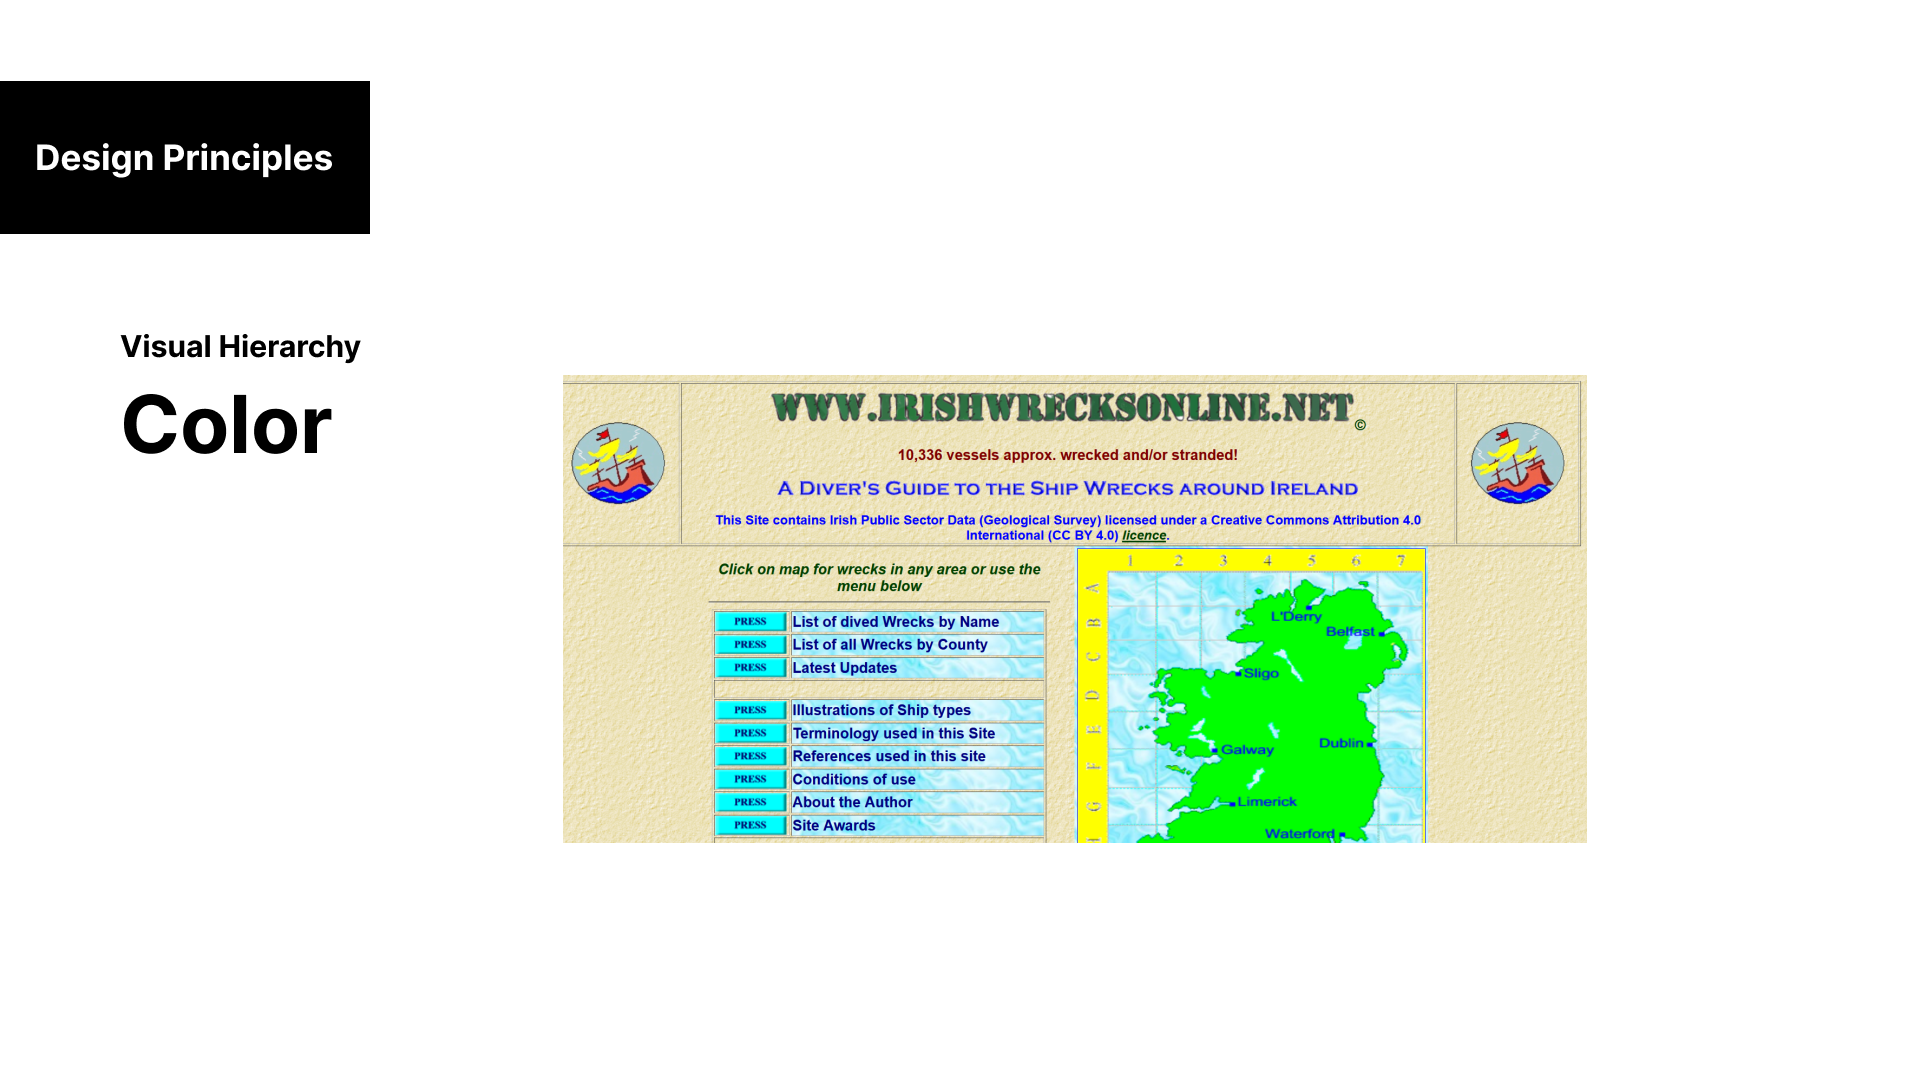 Design Principles
Visual Hierarchy
Color
WWW.IRISHWRECKSONLINE.NET ©
10,336 vessels approx. wrecked and/or stranded!
A DIVER'S GUIDE TO THE SHIP WRECKS AROUND IRELAND
This Site contains Irish Public Sector Data (Geological Survey) licensed under a Creative Commons Attribution 4.0
International (CC BY 4.0) licence.
Click on map for wrecks in any area or use the
menu below
PRESS List of dived Wrecks by Name
PRESS List of all Wrecks by County
PRESS Latest Updates
PRESS Illustrations of Ship types
PRESS Terminology used in this Site
PRESS References used in this site
PRESS Conditions of use
PRESS About the Author
PRESS Site Awards
1 2 3 4 5 6 7
A
B
C
D
E
F
G
H
L'Derry
Belfast
Sligo
Galway
Dublin
Limerick
Waterford